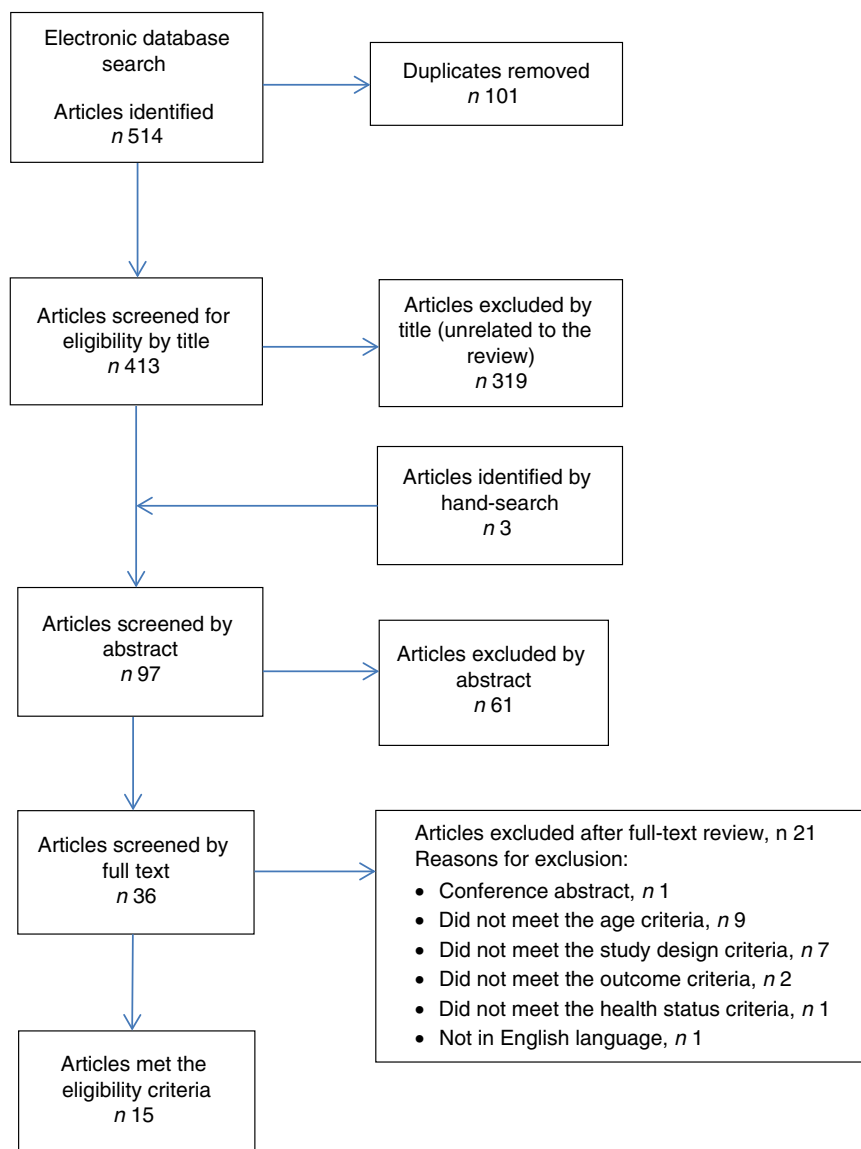 Electronic database
search
Articles identified
n 514
Duplicates removed
n 101
Articles screened for
eligibility by title
n 413
Articles excluded by
title (unrelated to the
review)
n 319
Articles identified by
hand-search
n 3
Articles screened by
abstract
n 97
Articles excluded by
abstract
n 61
Articles screened by
full text
n 36
Articles excluded after full-text review, n 21
Reasons for exclusion:
• Conference abstract, n 1
• Did not meet the age criteria, n 9
• Did not meet the study design criteria, n 7
• Did not meet the outcome criteria, n 2
• Did not meet the health status criteria, n 1
• Not in English language, n 1
Articles met the
eligibility criteria
n 15